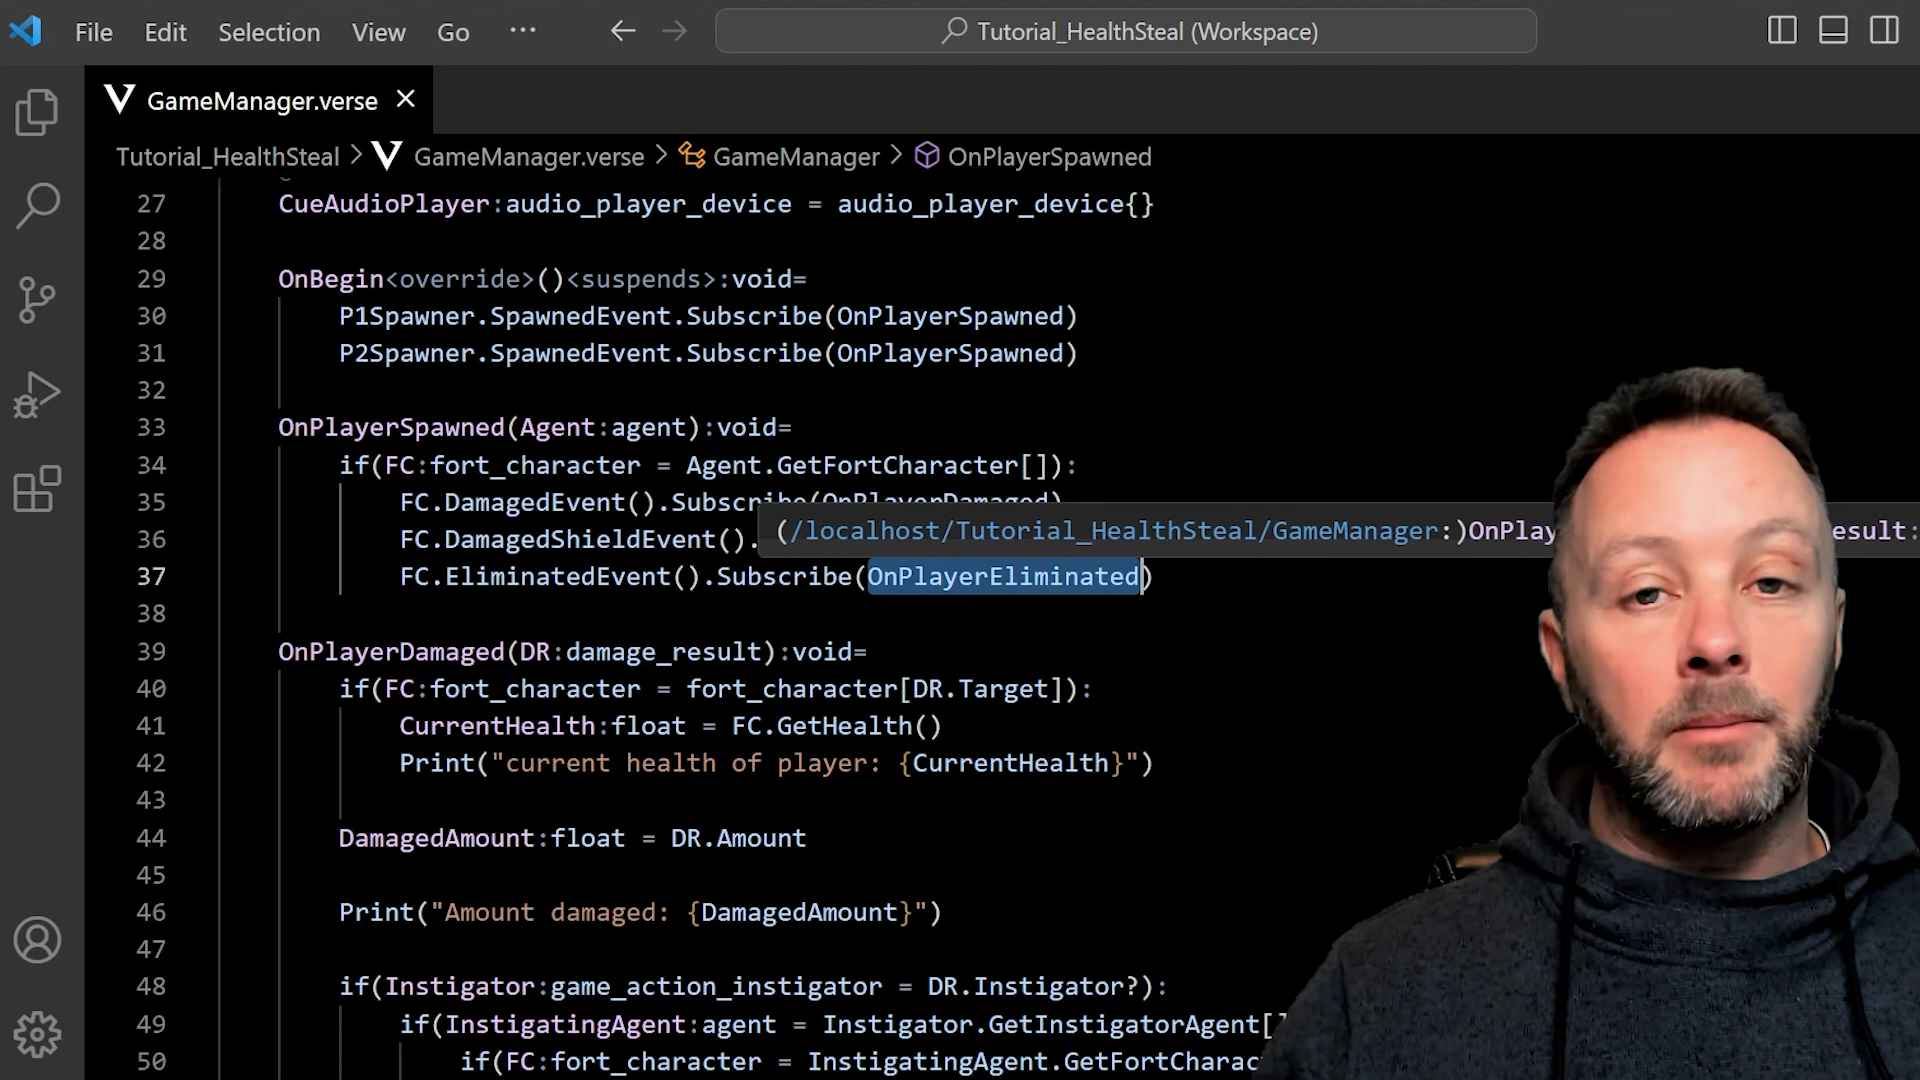 File Edit Selection View Go ... Tutorial_HealthSteal (Workspace)
GameManager.verse
Tutorial_HealthSteal > GameManager.verse > GameManager > OnPlayerSpawned
27 CueAudioPlayer:audio_player_device = audio_player_device{}
28
29 OnBegin<override>()<suspends>:void=
30 P1Spawner.SpawnedEvent.Subscribe(OnPlayerSpawned)
31 P2Spawner.SpawnedEvent.Subscribe(OnPlayerSpawned)
32
33 OnPlayerSpawned(Agent:agent):void=
34 if(FC:fort_character = Agent.GetFortCharacter[]):
35 FC.DamagedEvent().Subscribe(OnPlayerDamaged)
(/localhost/Tutorial_HealthSteal/GameManager:)OnPlay esult:
36 FC.DamagedShieldEvent().
37 FC.EliminatedEvent().Subscribe(OnPlayerEliminated)
38
39 OnPlayerDamaged(DR:damage_result):void=
40 if(FC:fort_character = fort_character[DR.Target]):
41 CurrentHealth:float = FC.GetHealth()
42 Print("current health of player: {CurrentHealth}")
43
44 DamagedAmount:float = DR.Amount
45
46 Print("Amount damaged: {DamagedAmount}")
47
48 if(Instigator:game_action_instigator = DR.Instigator?):
49 if(InstigatingAgent:agent = Instigator.GetInstigatorAgent[]
50 if(FC:fort_character = InstigatingAgent.GetFortCharac